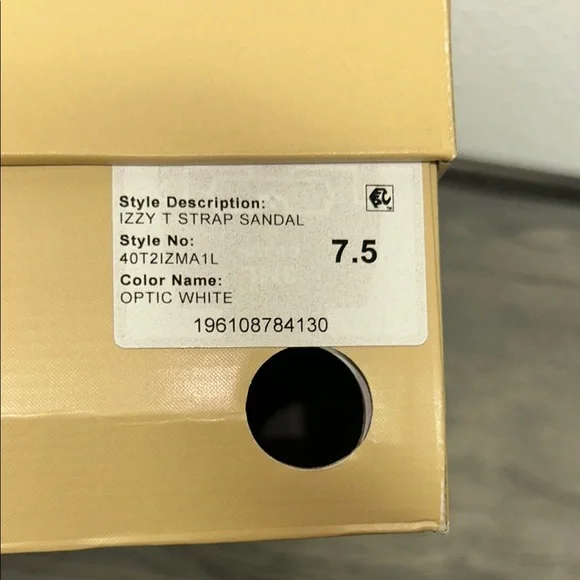 Style Description:
IZZY T STRAP SANDAL
Style No:
40T2IZMA1L
7.5
Color Name:
OPTIC WHITE
196108784130